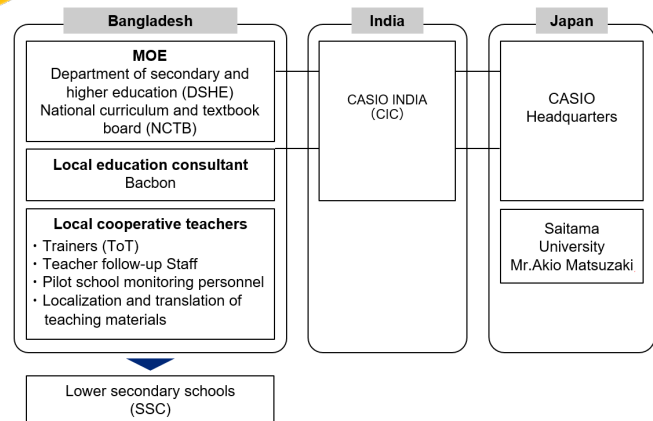 Bangladesh
MOE
Department of secondary and
higher education (DSHE)
National curriculum and textbook
board (NCTB)
Local education consultant
Bacbon
Local cooperative teachers
・Trainers (ToT)
・Teacher follow-up Staff
・Pilot school monitoring personnel
・Localization and translation of
teaching materials
Lower secondary schools
(SSC)
India
CASIO INDIA
（CIC）
Japan
CASIO
Headquarters
Saitama
University
Mr.Akio Matsuzaki